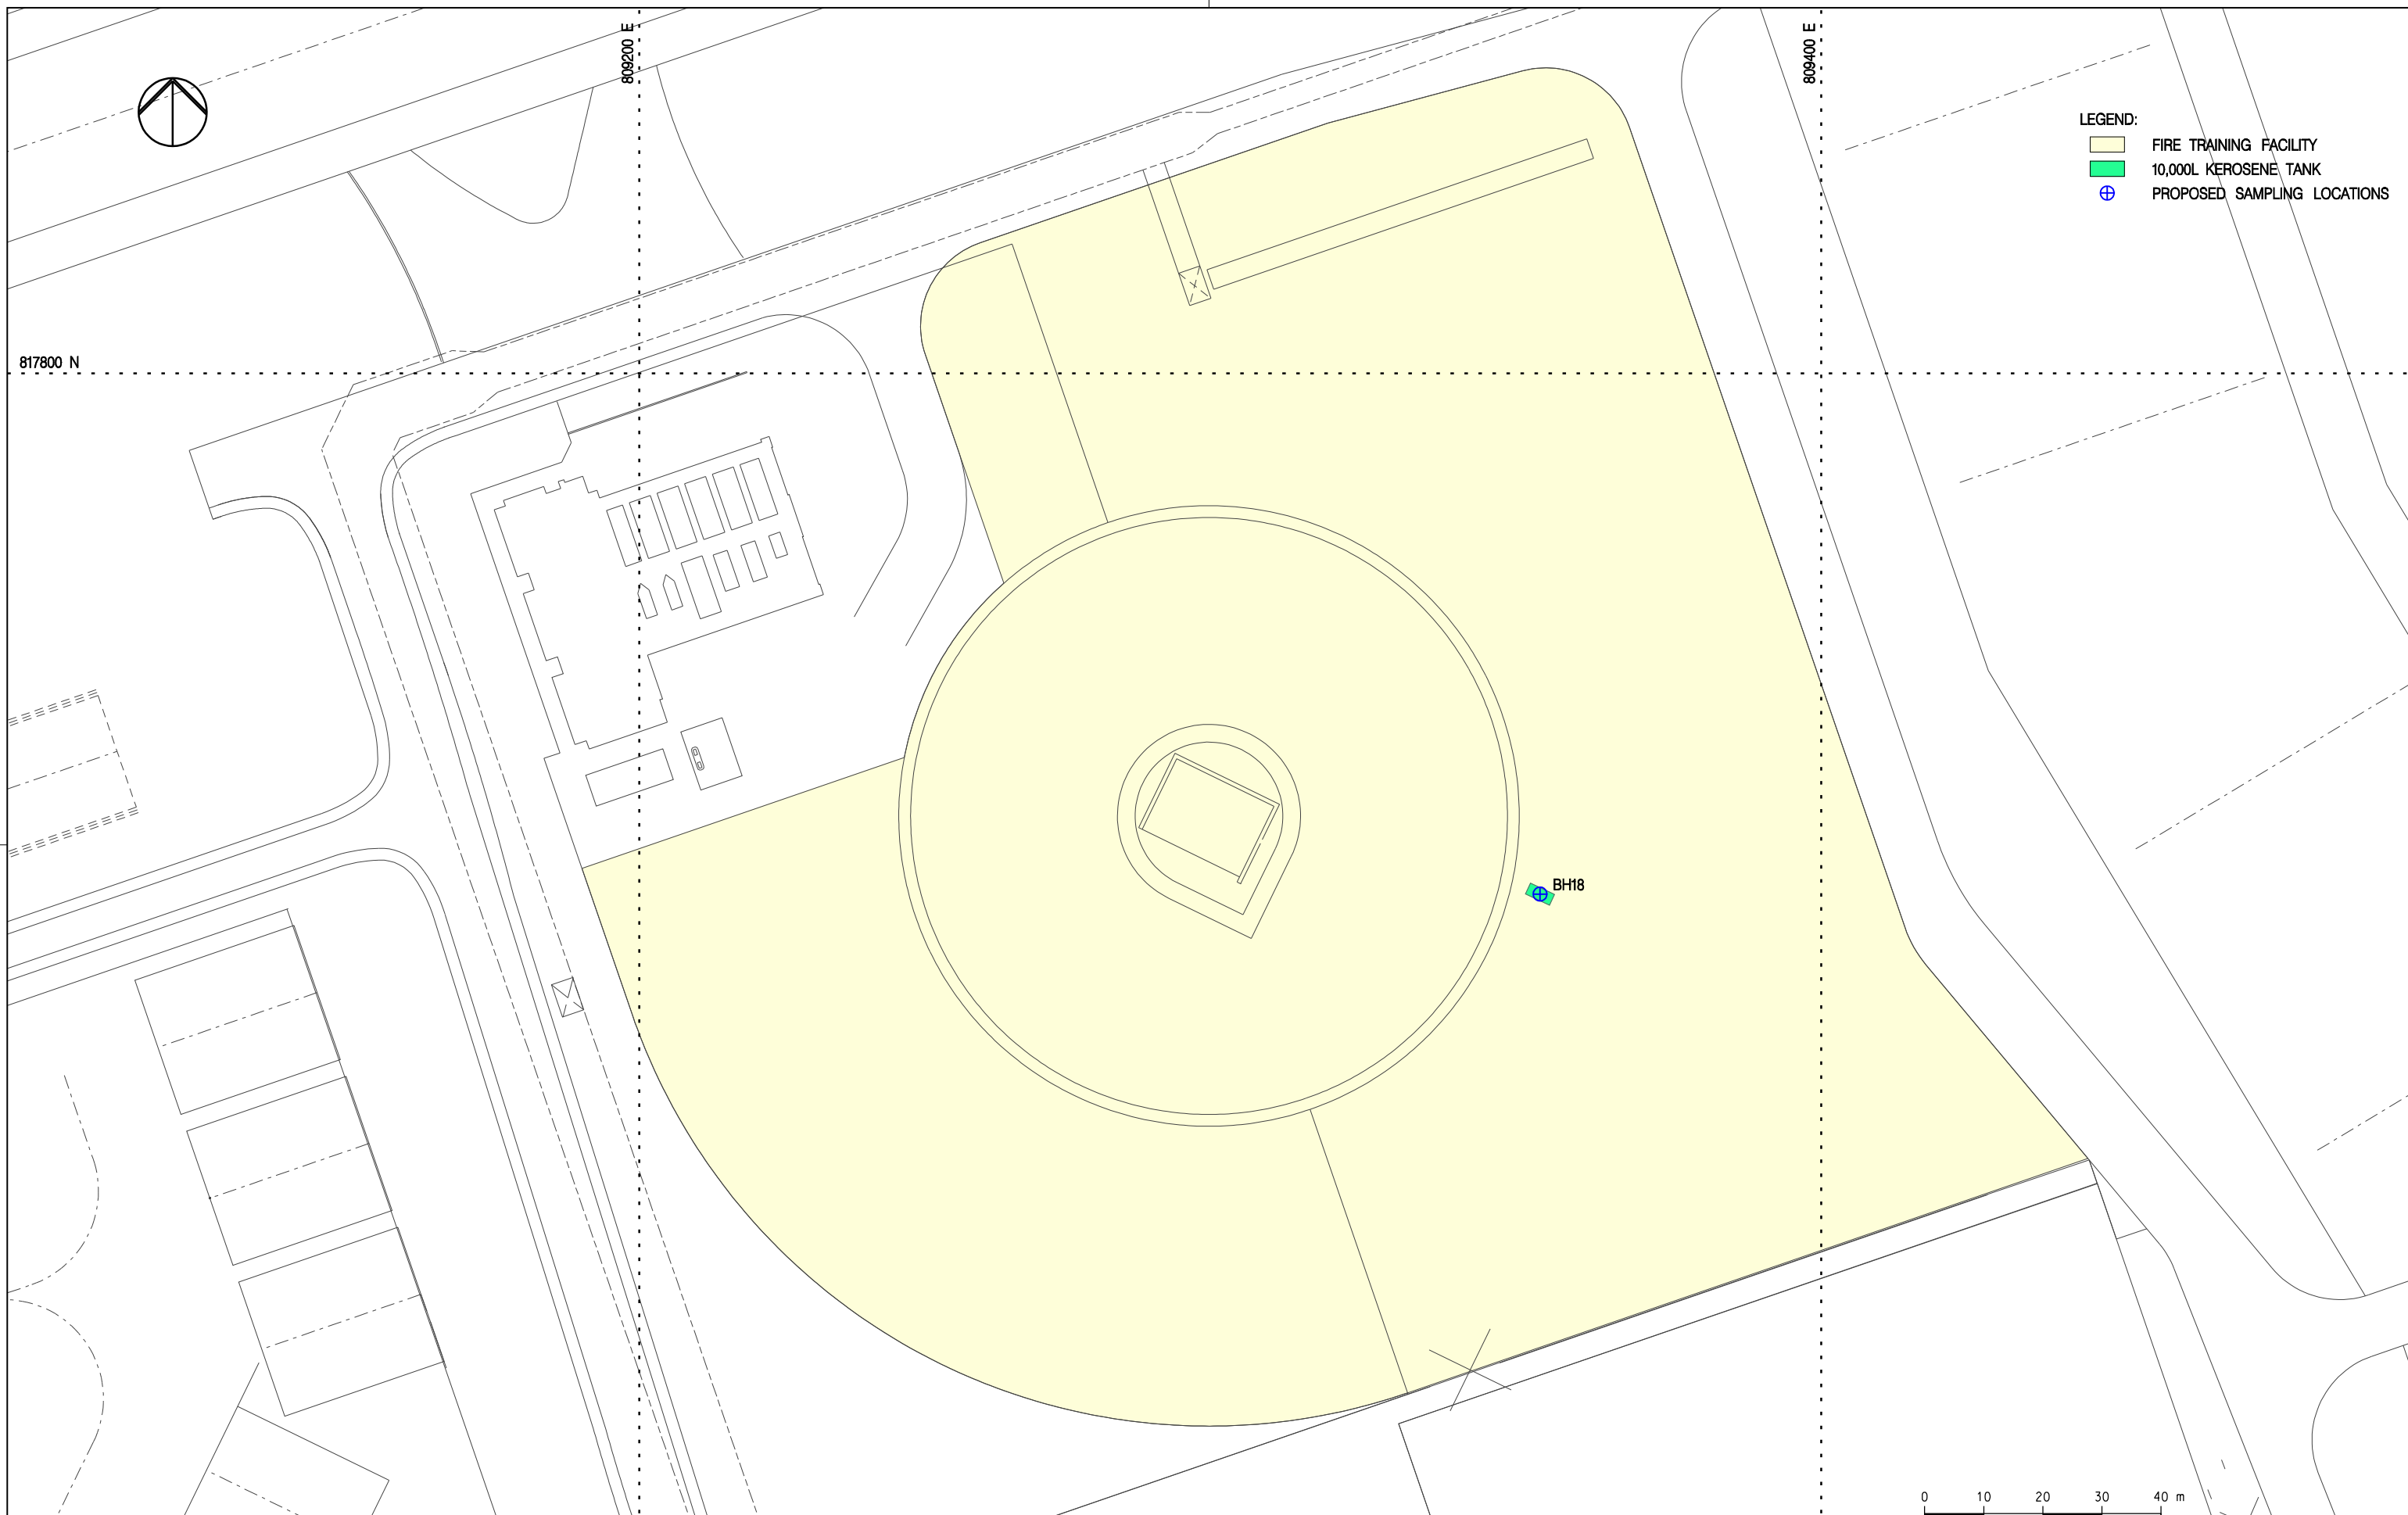 809200 E
809400 E
LEGEND:
FIRE TRAINING FACILITY
10,000L KEROSENE TANK
PROPOSED SAMPLING LOCATIONS
817800 N
BH18
0 10 20 30 40 m